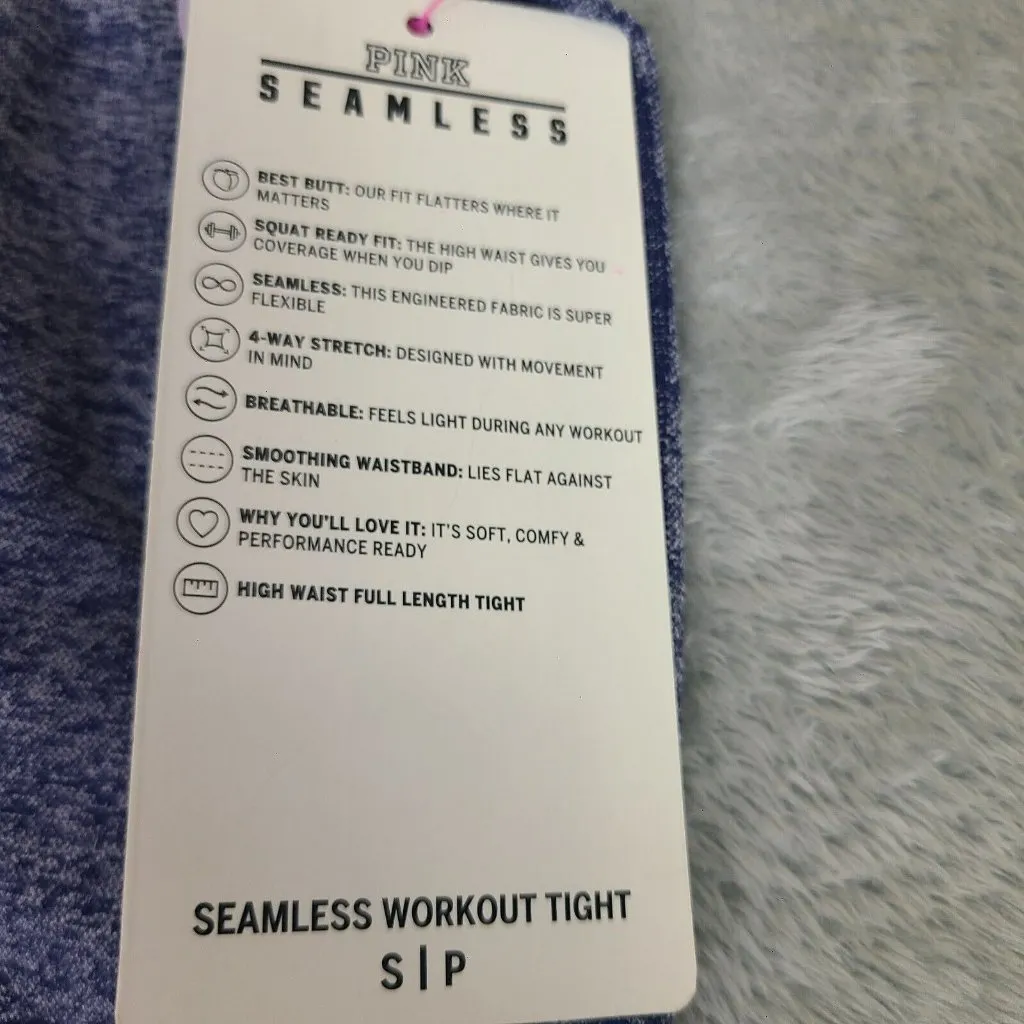 PINK
SEAMLESS
BEST BUTT: OUR FIT FLATTERS WHERE IT
MATTERS
SQUAT READY FIT: THE HIGH WAIST GIVES YOU
COVERAGE WHEN YOU DIP
SEAMLESS: THIS ENGINEERED FABRIC IS SUPER
FLEXIBLE
4-WAY STRETCH: DESIGNED WITH MOVEMENT
IN MIND
BREATHABLE: FEELS LIGHT DURING ANY WORKOUT
SMOOTHING WAISTBAND: LIES FLAT AGAINST
THE SKIN
WHY YOU'LL LOVE IT: IT'S SOFT, COMFY &
PERFORMANCE READY
HIGH WAIST FULL LENGTH TIGHT
SEAMLESS WORKOUT TIGHT
S | P